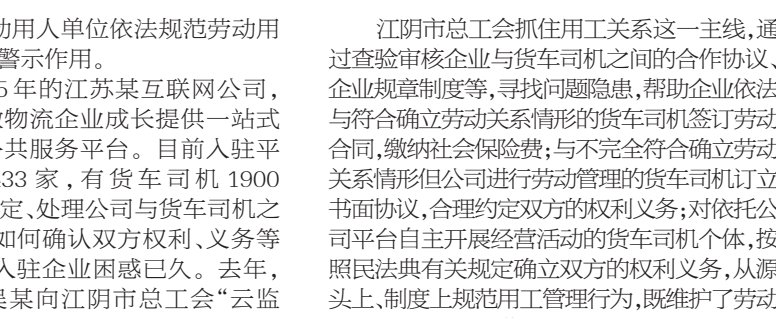 动用人单位依法规范劳动用
警示作用。
5年的江苏某互联网公司，
物流企业成长提供一站式
共服务平台。目前入驻平
33家，有货车司机1900
定、处理公司与货车司机之
如何确认双方权利、义务等
入驻企业困惑已久。去年，
某向江阴市总工会“云监
江阴市总工会抓住用工关系这一主线，通
过查验审核企业与货车司机之间的合作协议、
企业规章制度等，寻找问题隐患，帮助企业依法
与符合确立劳动关系情形的货车司机签订劳动
合同，缴纳社会保险费；与不完全符合确立劳动
关系情形但公司进行劳动管理的货车司机订立
书面协议，合理约定双方的权利义务；对依托公
司平台自主开展经营活动的货车司机个体，按
照民法典有关规定确立双方的权利义务，从源
头上、制度上规范用工管理行为，既维护了劳动